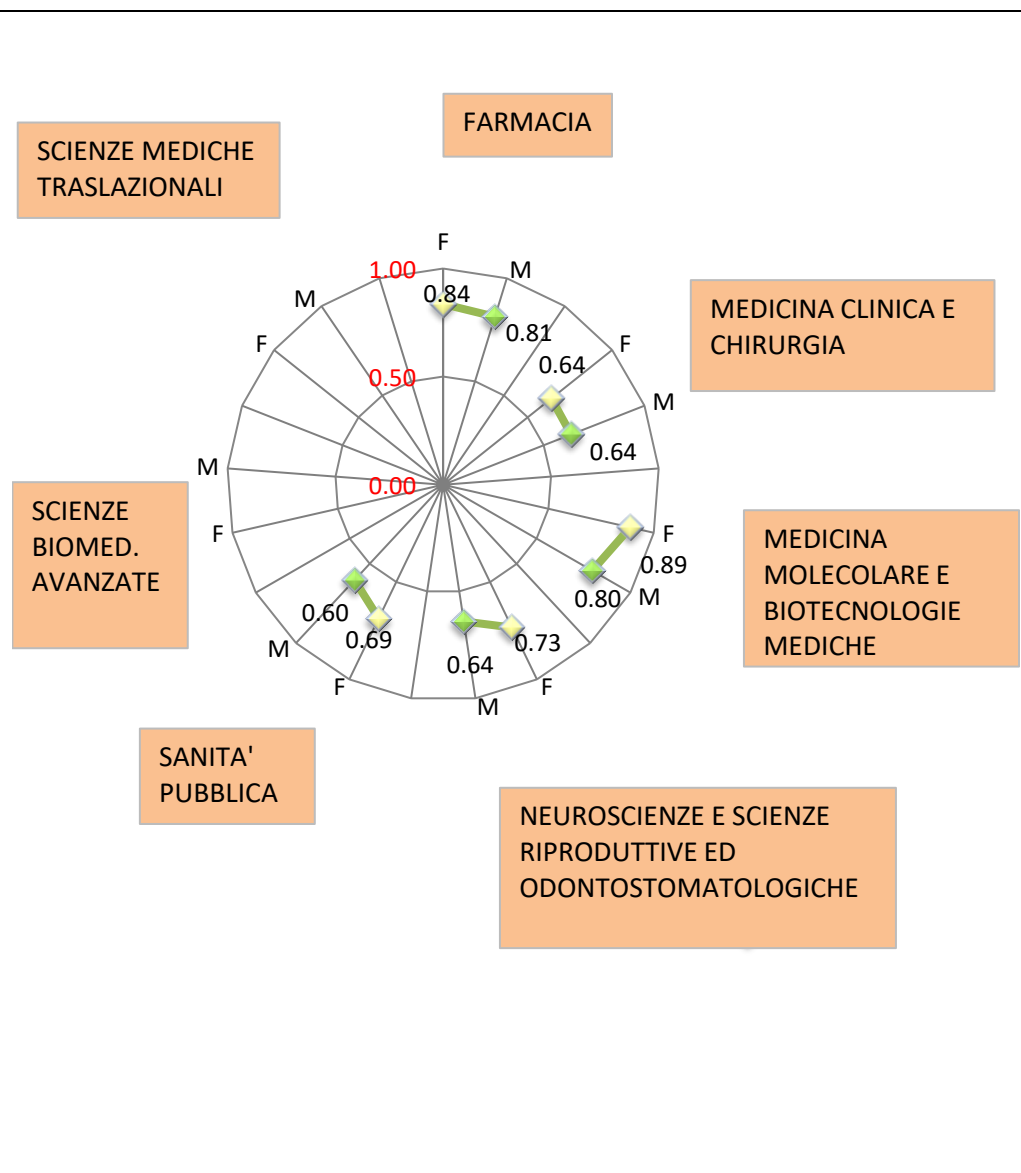 FARMACIA
SCIENZE MEDICHE
TRASLAZIONALI
F
1.00
M
M
0.84
0.81
MEDICINA CLINICA E
CHIRURGIA
F
F
0.64
0.50
M
0.64
M
0.00
SCIENZE
BIOMED.
AVANZATE
F
F
0.89
MEDICINA
MOLECOLARE E
BIOTECNOLOGIE
MEDICHE
0.80
M
0.60
0.69
M
0.73
0.64
F
F
M
SANITA'
PUBBLICA
NEUROSCIENZE E SCIENZE
RIPRODUTTIVE ED
ODONTOSTOMATOLOGICHE